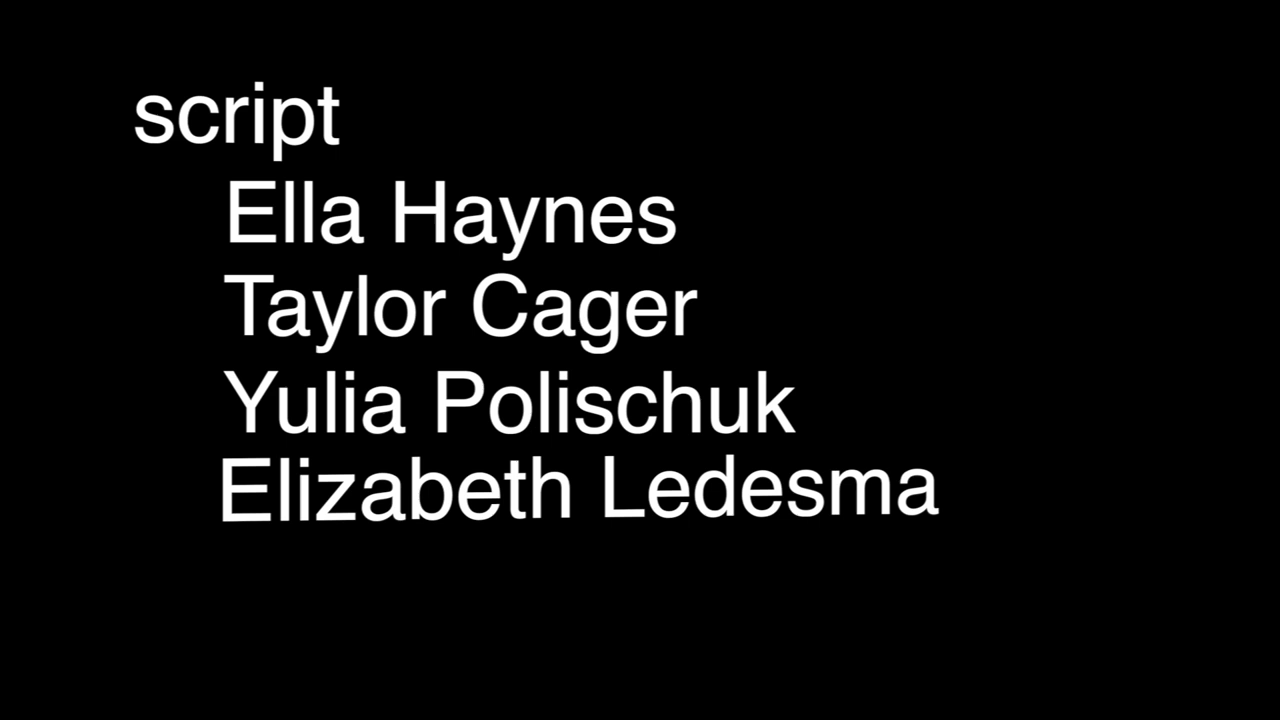 script
Ella Haynes
Taylor Cager
Yulia Polischuk
Elizabeth Ledesma